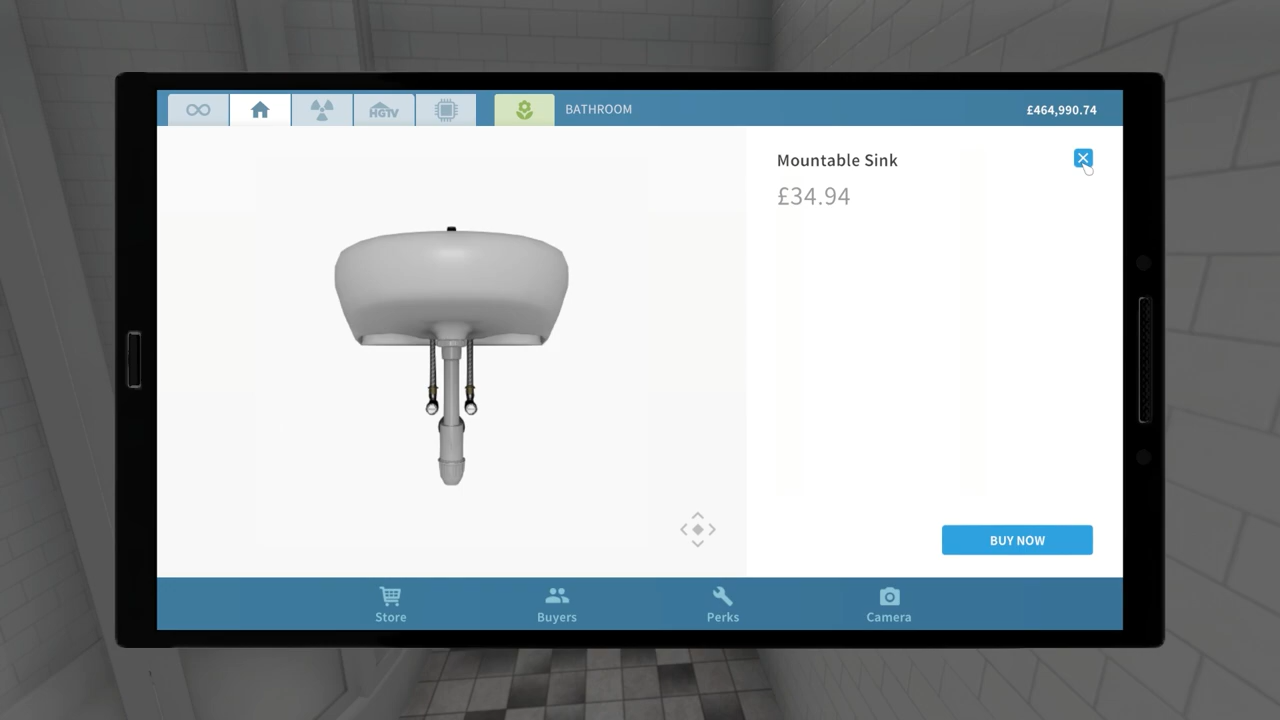 HGTV
BATHROOM
£464,990.74
Mountable Sink
£34.94
BUY NOW
Store
Buyers
Perks
Camera